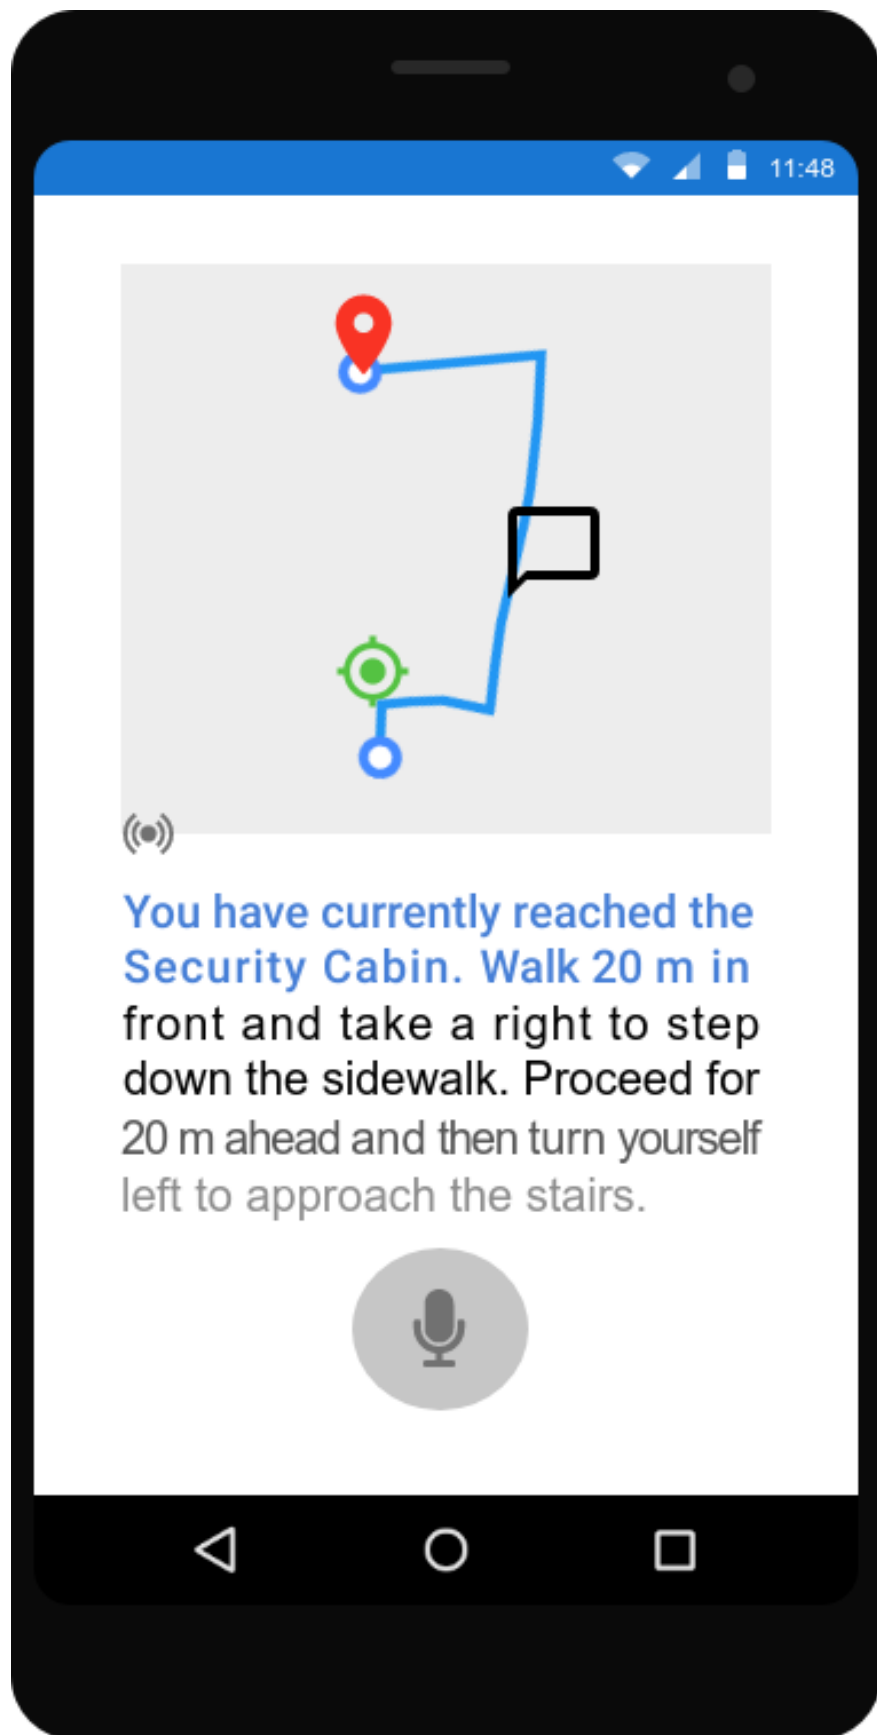 11:48
You have currently reached the
Security Cabin. Walk 20 m in
front and take a right to step
down the sidewalk. Proceed for
20 m ahead and then turn yourself
left to approach the stairs.